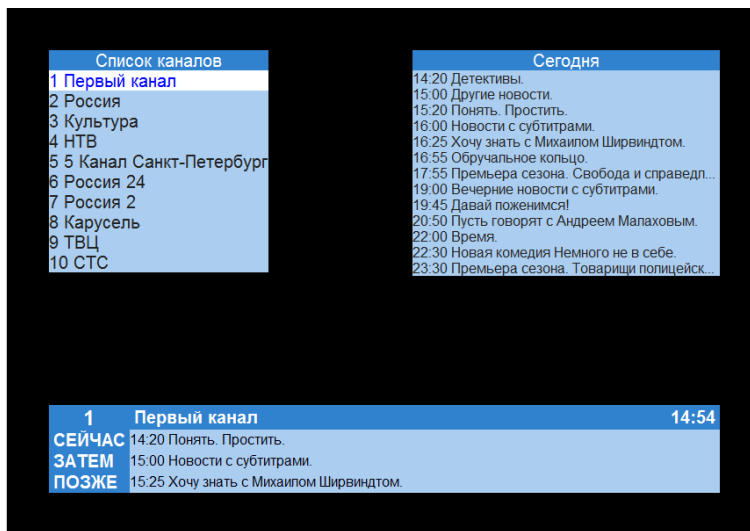 Список каналов
1 Первый канал
2 Россия
3 Культура
4 НТВ
5 5 Канал Санкт-Петербург
6 Россия 24
7 Россия 2
8 Карусель
9 ТВЦ
10 СТС
Сегодня
14:20 Детективы.
15:00 Другие новости.
15:20 Понять. Простить.
16:00 Новости с субтитрами.
16:25 Хочу знать с Михаилом Ширвиндтом.
16:55 Обручальное кольцо.
17:55 Премьера сезона. Свобода и справедл...
19:00 Вечерние новости с субтитрами.
19:45 Давай поженимся!
20:50 Пусть говорят с Андреем Малаховым.
22:00 Время.
22:30 Новая комедия Немного не в себе.
23:30 Премьера сезона. Товарищи полицейск...
1 Первый канал 14:54
СЕЙЧАС 14:20 Понять. Простить.
ЗАТЕМ 15:00 Новости с субтитрами.
ПОЗЖЕ 15:25 Хочу знать с Михаилом Ширвиндтом.